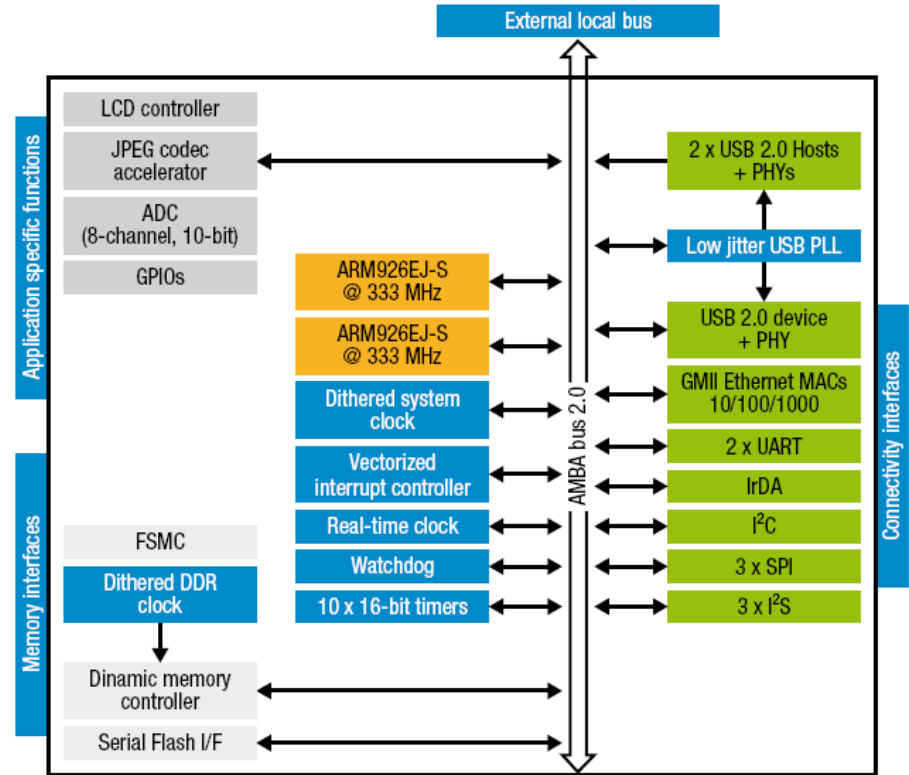 External local bus
Application specific functions
LCD controller
JPEG codec
accelerator
ADC
(8-channel, 10-bit)
GPIOs
Memory interfaces
FSMC
Dithered DDR
clock
Dinamic memory
controller
Serial Flash I/F
ARM926EJ-S
@ 333 MHz
ARM926EJ-S
@ 333 MHz
Dithered system
clock
Vectorized
interrupt controller
Real-time clock
Watchdog
10 x 16-bit timers
AMBA bus 2.0
2 x USB 2.0 Hosts
+ PHYs
Low jitter USB PLL
USB 2.0 device
+ PHY
GMII Ethernet MACs
10/100/1000
2 x UART
IrDA
I²C
3 x SPI
3 x I²S
Connectivity interfaces